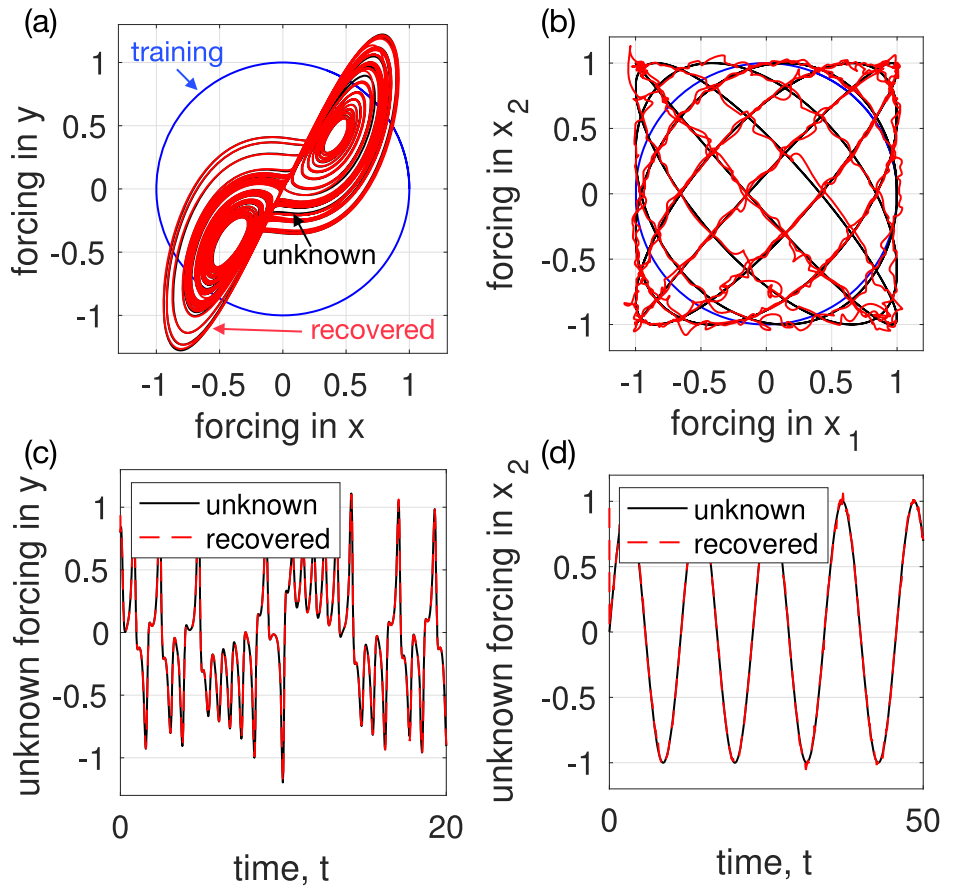 (a)
training
unknown
recovered
forcing in y
1
0.5
0
-0.5
-1
-1
-0.5
0
0.5
1
forcing in x
(b)
forcing in x_2
1
0.5
0
-0.5
-1
-1
-0.5
0
0.5
1
forcing in x_1
(c)
unknown
recovered
unknown forcing in y
1
0.5
0
-0.5
-1
0
20
time, t
(d)
unknown
recovered
unknown forcing in x_2
1
0.5
0
-0.5
-1
0
50
time, t